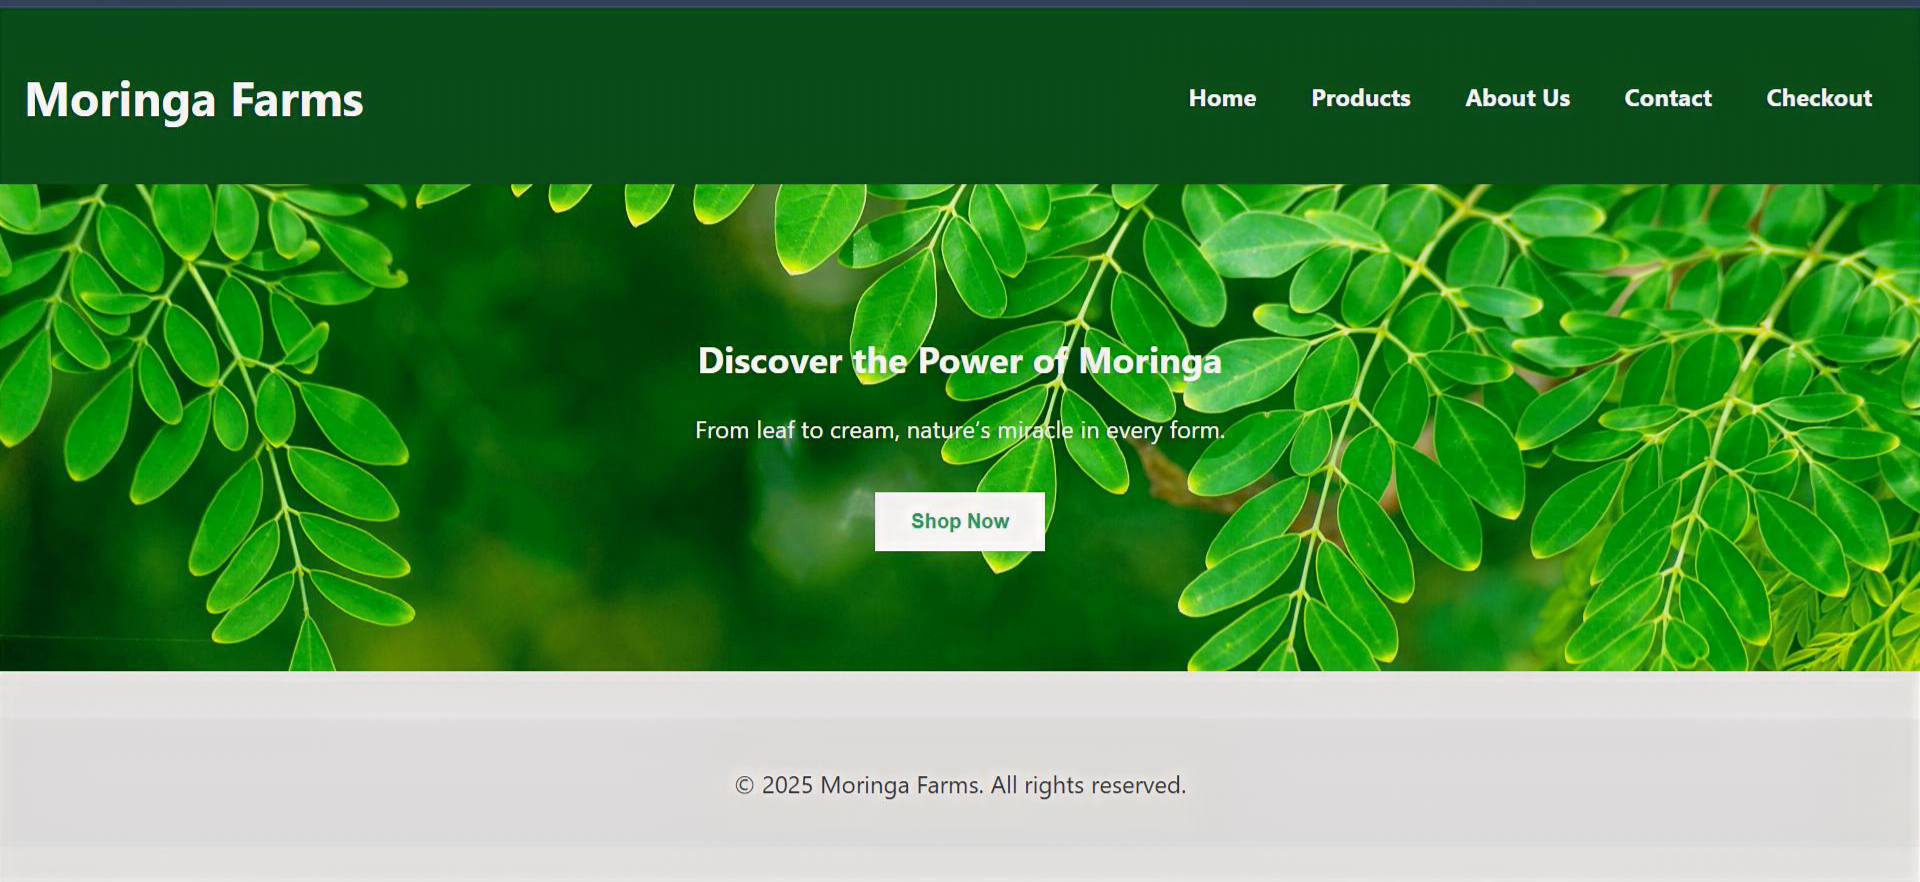 Moringa Farms
Home Products About Us Contact Checkout
Discover the Power of Moringa
From leaf to cream, nature’s miracle in every form.
Shop Now
© 2025 Moringa Farms. All rights reserved.